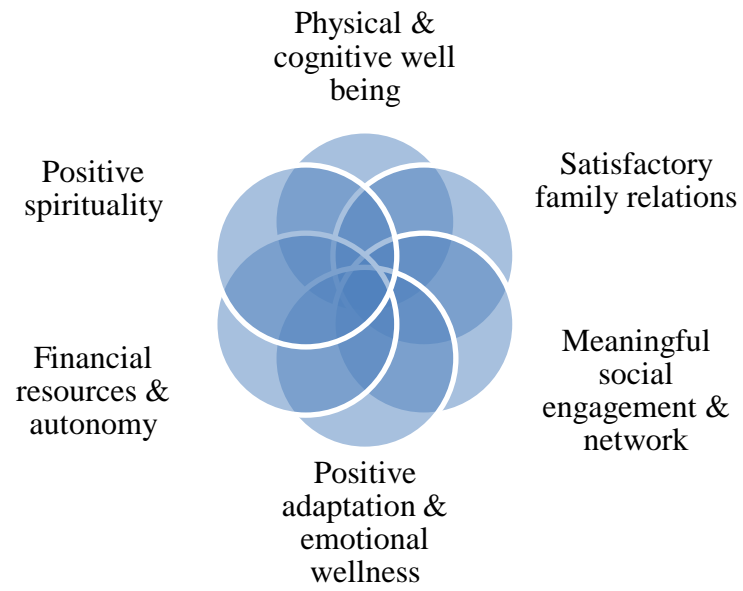 Physical &
cognitive well
being
Satisfactory
family relations
Meaningful
social
engagement &
network
Positive
adaptation &
emotional
wellness
Financial
resources &
autonomy
Positive
spirituality